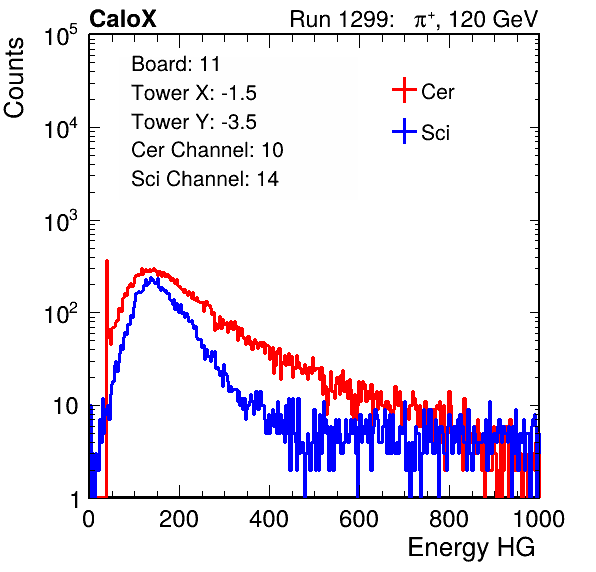 CaloX Run 1299: π⁺, 120 GeV
Counts
10⁵
10⁴
10³
10²
10
1
Board: 11
Tower X: -1.5
Tower Y: -3.5
Cer Channel: 10
Sci Channel: 14
Cer
Sci
0 200 400 600 800 1000
Energy HG